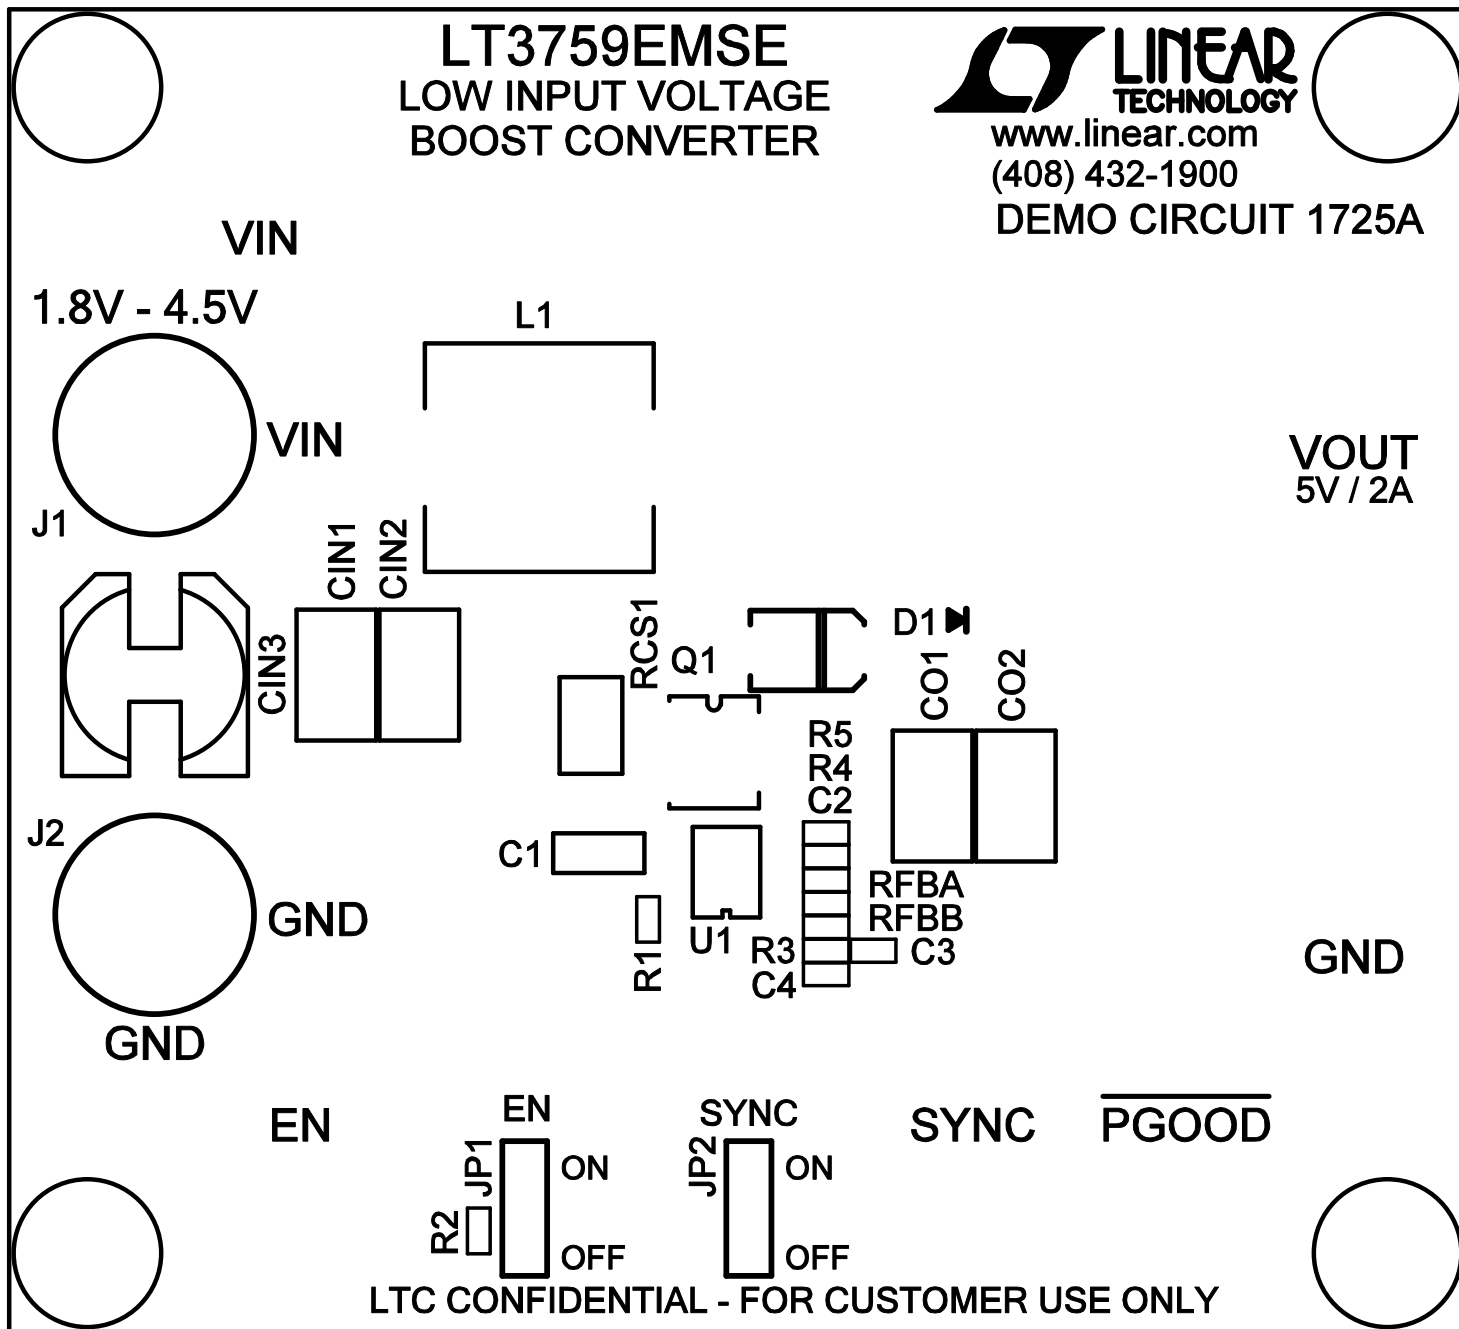 LT3759EMSE
LOW INPUT VOLTAGE
BOOST CONVERTER
LINEAR
TECHNOLOGY
www.linear.com
(408) 432-1900
DEMO CIRCUIT 1725A
VIN
1.8V - 4.5V
L1
VIN
VOUT
5V / 2A
J1
CIN1
CIN2
CIN3
RCS1
Q1
D1
CO1
CO2
R5
R4
C2
J2
C1
RFBA
RFBB
GND
U1
R3
C3
R1
C4
GND
GND
EN
EN
SYNC
SYNC
PGOOD
JP1
ON
JP2
ON
R2
OFF
OFF
LTC CONFIDENTIAL - FOR CUSTOMER USE ONLY